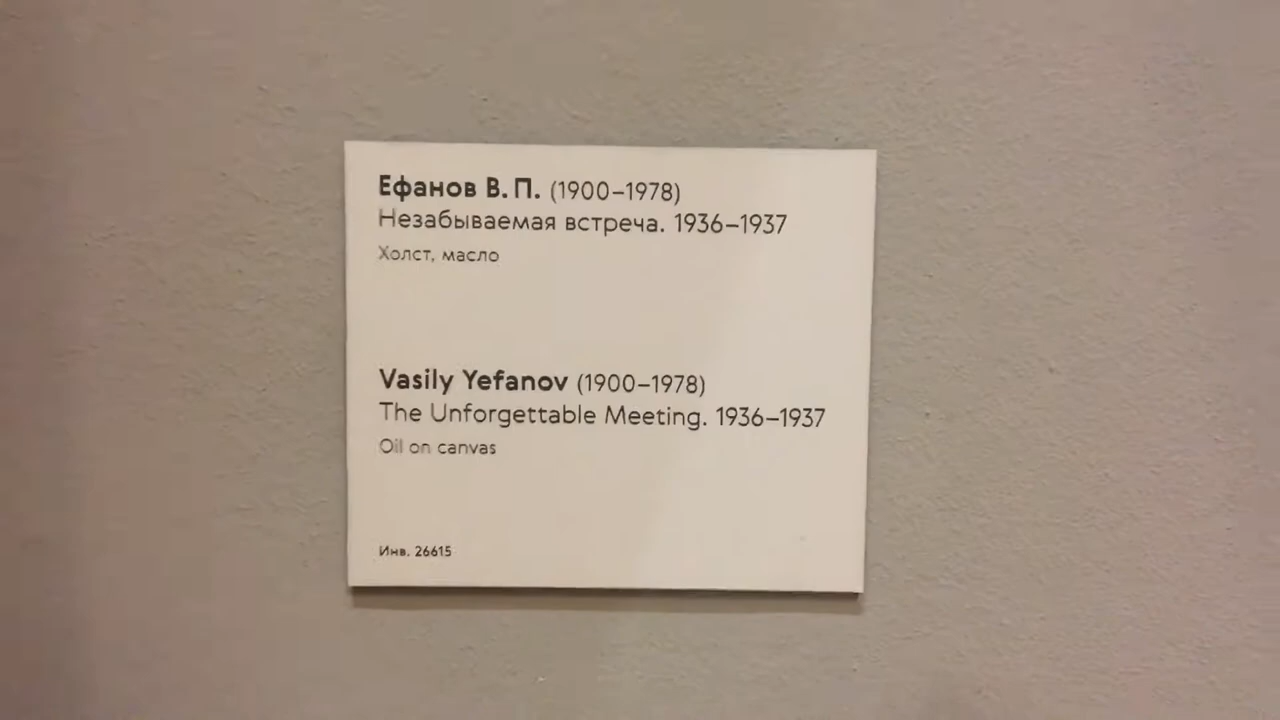 Ефанов В. П. (1900–1978)
Незабываемая встреча. 1936–1937
Холст, масло
Vasily Yefanov (1900–1978)
The Unforgettable Meeting. 1936–1937
Oil on canvas
Инв. 26615